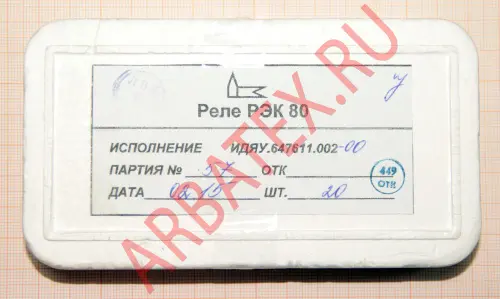 Реле РЭК 80
У
ИСПОЛНЕНИЕ ИДЯУ.647611.002-00
ПАРТИЯ № 57 ОТК
449
ОТК
ДАТА 02.15 ШТ. 20
ARBATEX.RU